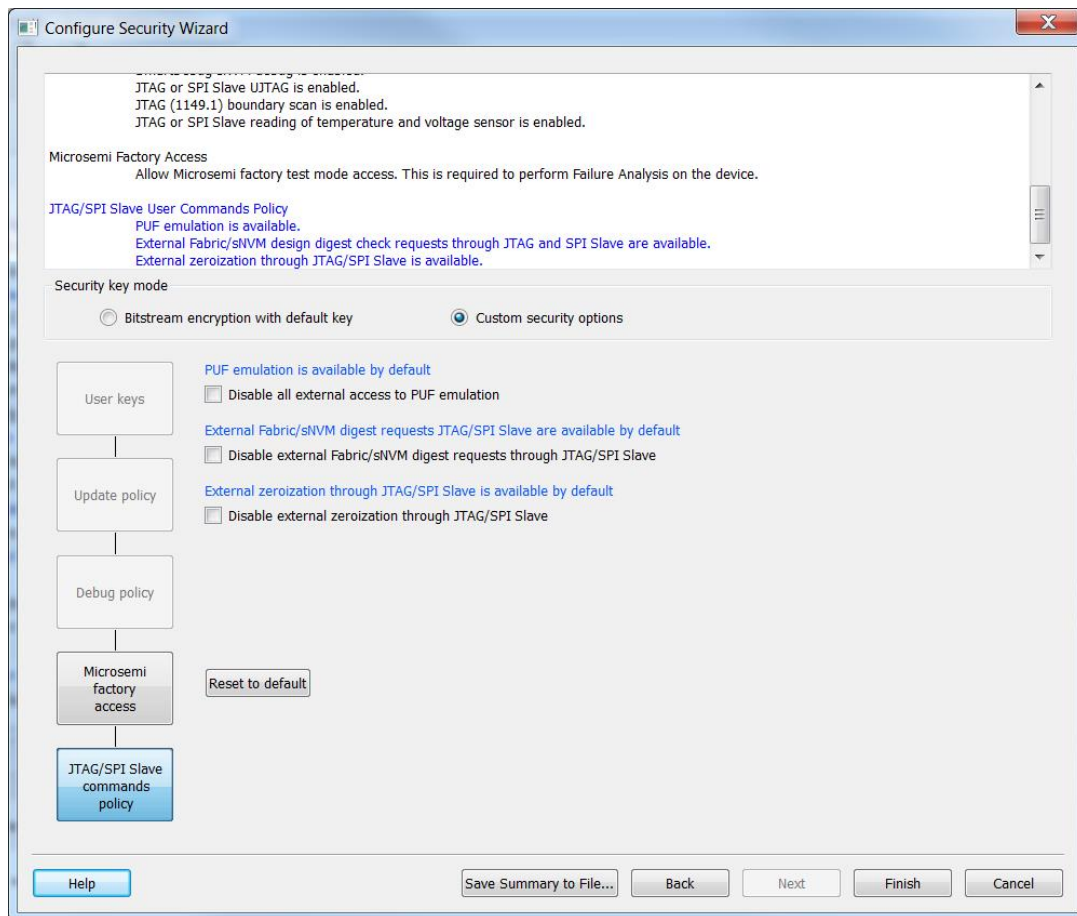 Configure Security Wizard
JTAG or SPI Slave UJTAG is enabled.
JTAG (1149.1) boundary scan is enabled.
JTAG or SPI Slave reading of temperature and voltage sensor is enabled.
Microsemi Factory Access
Allow Microsemi factory test mode access. This is required to perform Failure Analysis on the device.
JTAG/SPI Slave User Commands Policy
PUF emulation is available.
External Fabric/sNVM design digest check requests through JTAG and SPI Slave are available.
External zeroization through JTAG/SPI Slave is available.
Security key mode
Bitstream encryption with default key
Custom security options
User keys
PUF emulation is available by default
Disable all external access to PUF emulation
External Fabric/sNVM digest requests JTAG/SPI Slave are available by default
Disable external Fabric/sNVM digest requests through JTAG/SPI Slave
Update policy
External zeroization through JTAG/SPI Slave is available by default
Disable external zeroization through JTAG/SPI Slave
Debug policy
Microsemi
factory
access
Reset to default
JTAG/SPI Slave
commands
policy
Help
Save Summary to File...
Back
Next
Finish
Cancel